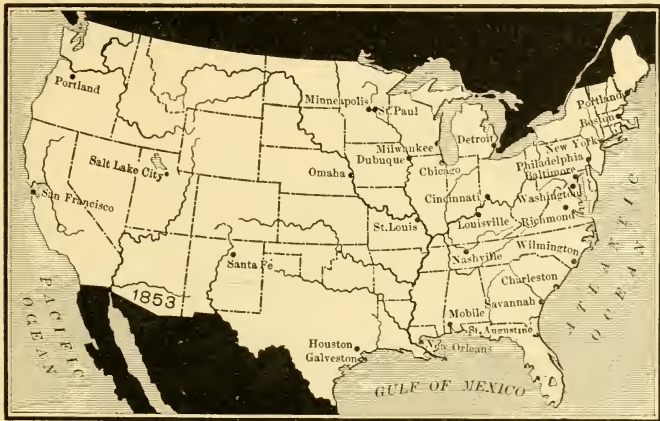 Portland
Minneapolis
St. Paul
Portland
Boston
Milwaukee
Detroit
New York
Dubuque
Chicago
Philadelphia
Baltimore
Salt Lake City
Omaha
Cincinnati
Washington
San Francisco
St. Louis
Louisville
Richmond
Santa Fé
Nashville
Wilmington
1853
Charleston
Savannah
Mobile
St. Augustine
Houston
Galveston
New Orleans
PACIFIC
OCEAN
ATLANTIC
OCEAN
GULF OF MEXICO